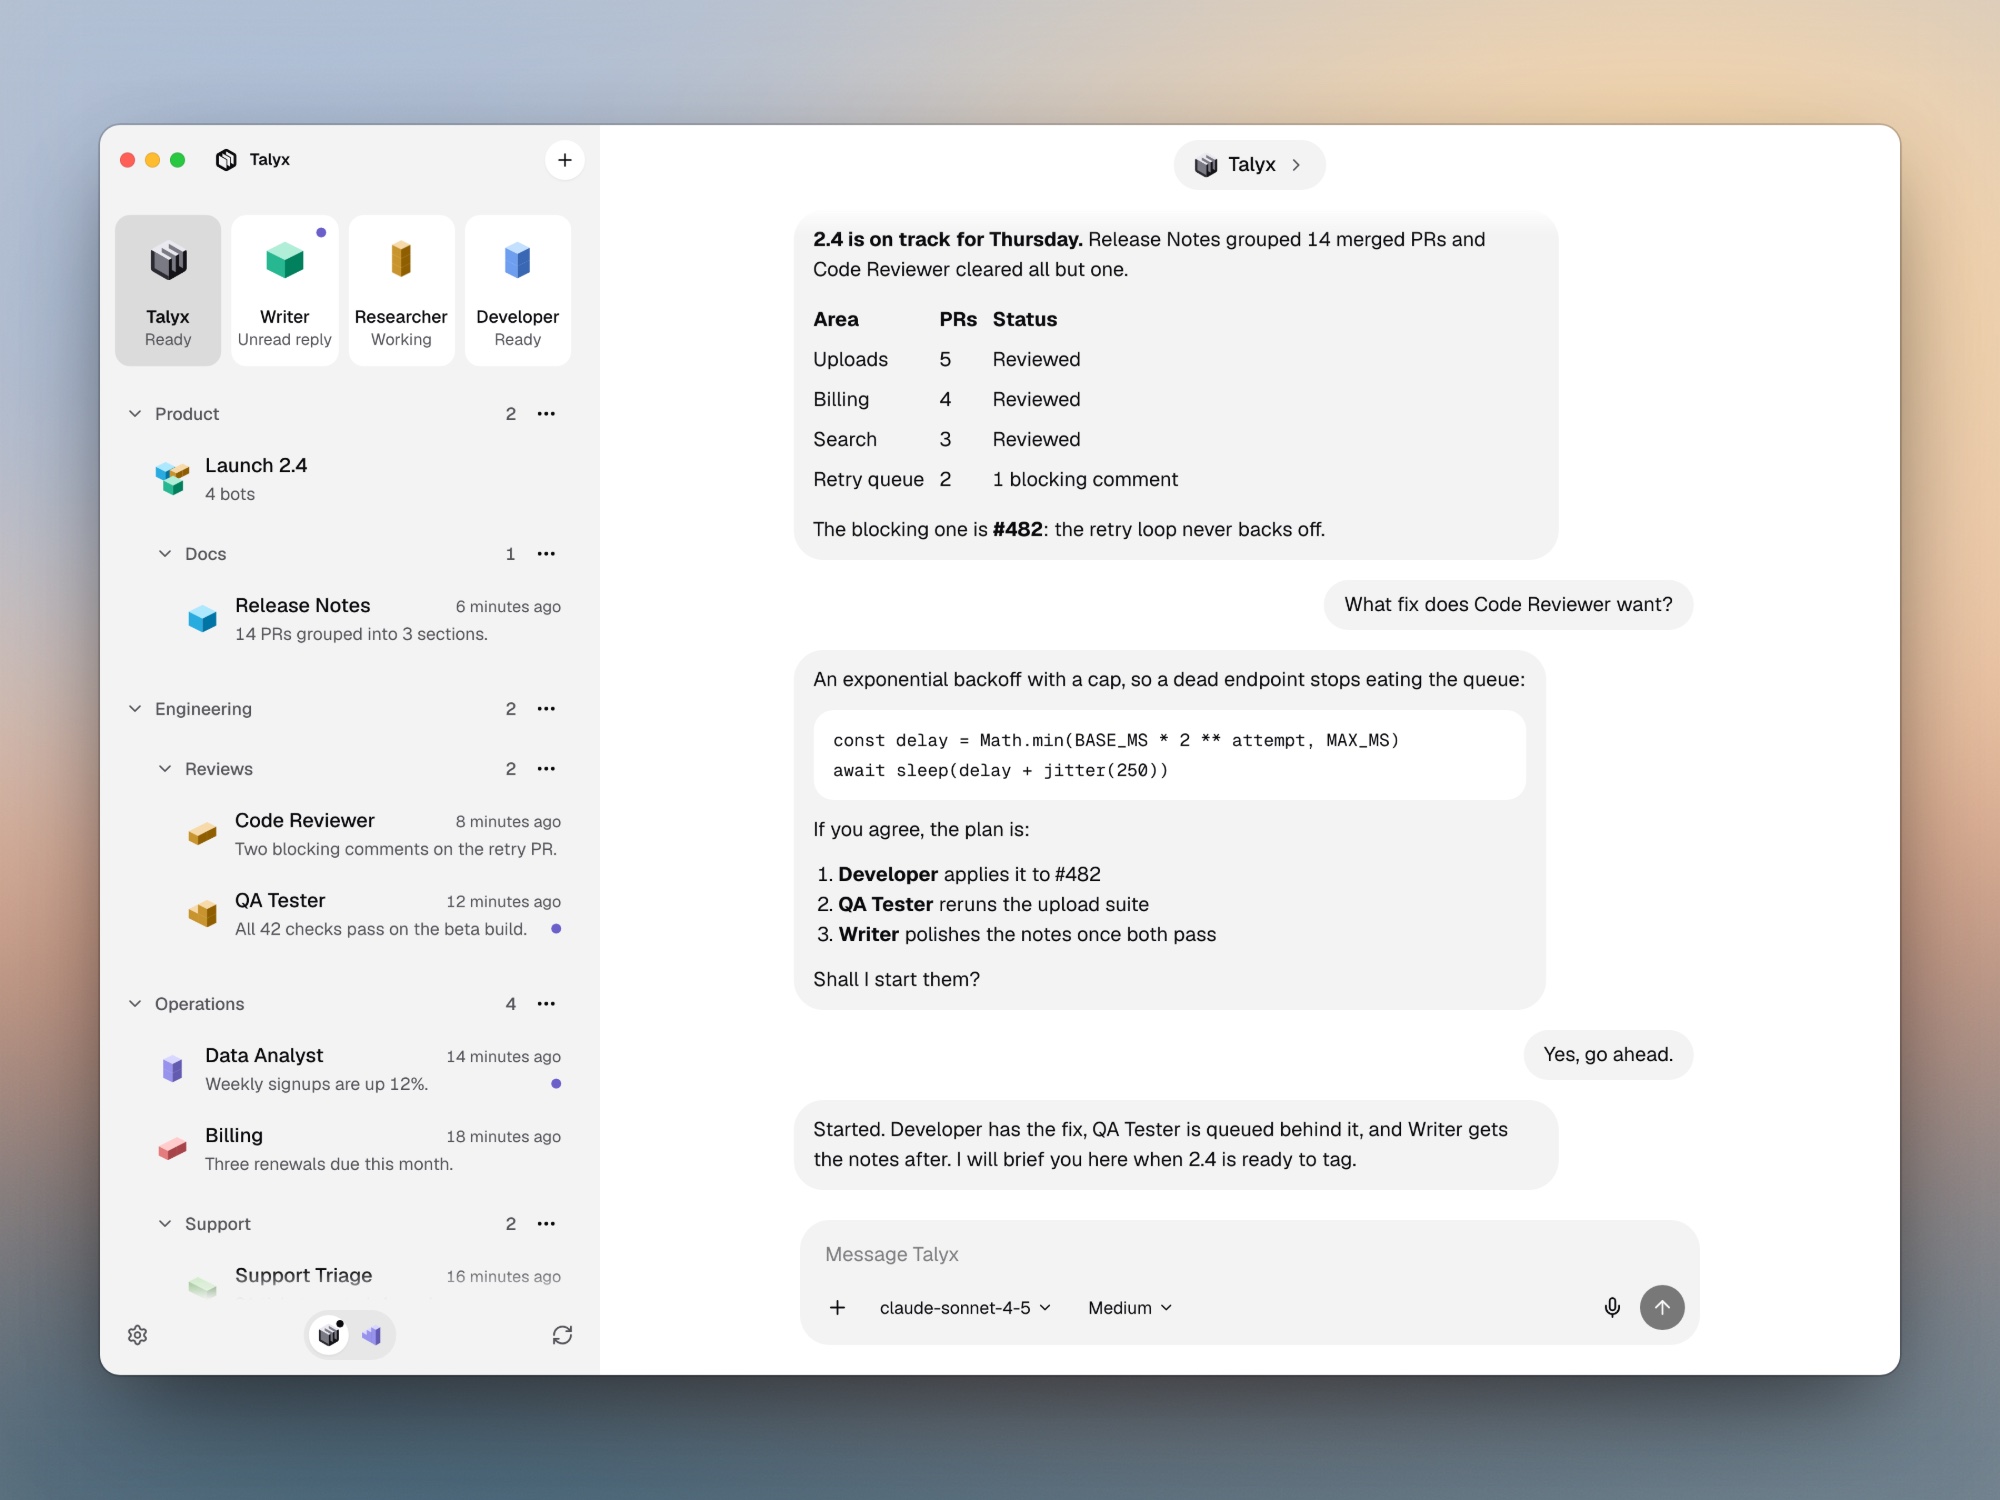 Talyx
Talyx
Ready
Writer
Unread reply
Researcher
Working
Developer
Ready
Product 2
Launch 2.4
4 bots
Docs 1
Release Notes 6 minutes ago
14 PRs grouped into 3 sections.
Engineering 2
Reviews 2
Code Reviewer 8 minutes ago
Two blocking comments on the retry PR.
QA Tester 12 minutes ago
All 42 checks pass on the beta build.
Operations 4
Data Analyst 14 minutes ago
Weekly signups are up 12%.
Billing 18 minutes ago
Three renewals due this month.
Support 2
Support Triage 16 minutes ago
Talyx
2.4 is on track for Thursday. Release Notes grouped 14 merged PRs and
Code Reviewer cleared all but one.
Area PRs Status
Uploads 5 Reviewed
Billing 4 Reviewed
Search 3 Reviewed
Retry queue 2 1 blocking comment
The blocking one is #482: the retry loop never backs off.
What fix does Code Reviewer want?
An exponential backoff with a cap, so a dead endpoint stops eating the queue:
const delay = Math.min(BASE_MS * 2 ** attempt, MAX_MS)
await sleep(delay + jitter(250))
If you agree, the plan is:
1. Developer applies it to #482
2. QA Tester reruns the upload suite
3. Writer polishes the notes once both pass
Shall I start them?
Yes, go ahead.
Started. Developer has the fix, QA Tester is queued behind it, and Writer gets
the notes after. I will brief you here when 2.4 is ready to tag.
Message Talyx
claude-sonnet-4-5 Medium